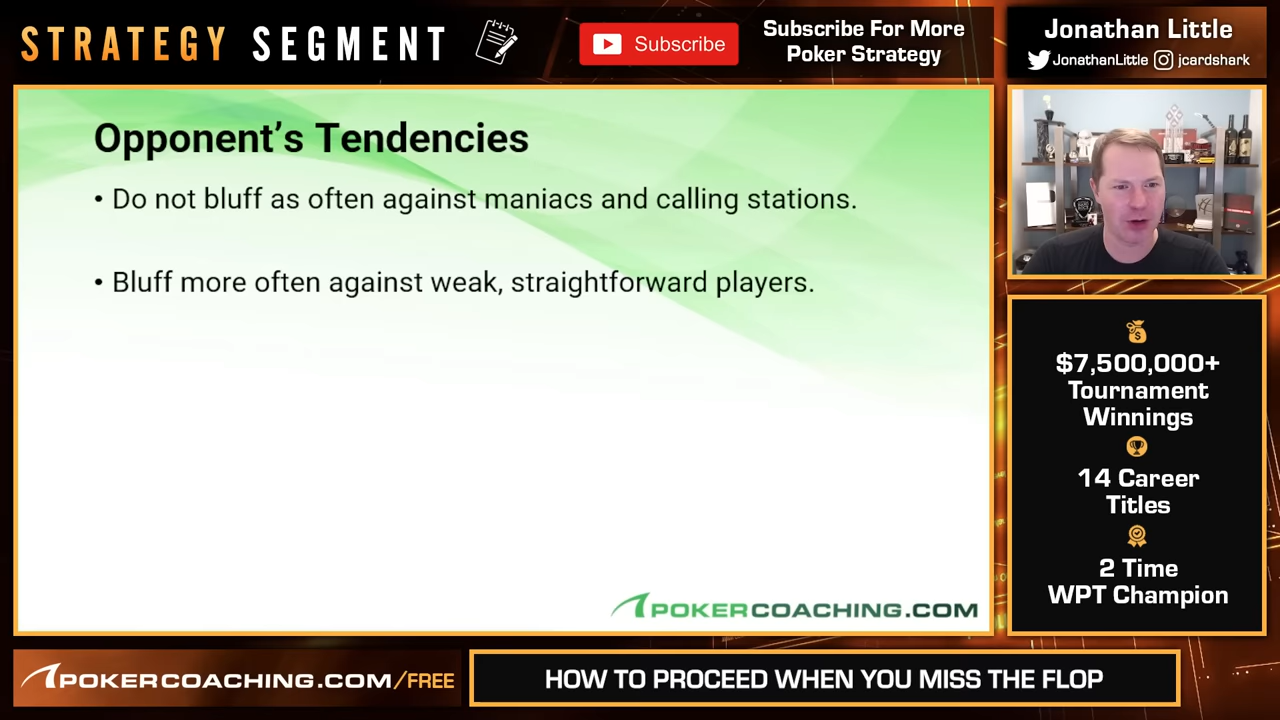 STRATEGY SEGMENT
Subscribe
Subscribe For More
Poker Strategy
Jonathan Little
JonathanLittle jcardshark
Opponent's Tendencies
• Do not bluff as often against maniacs and calling stations.
• Bluff more often against weak, straightforward players.
POKERCOACHING.COM
$7,500,000+
Tournament
Winnings
14 Career
Titles
2 Time
WPT Champion
POKERCOACHING.COM/FREE
HOW TO PROCEED WHEN YOU MISS THE FLOP